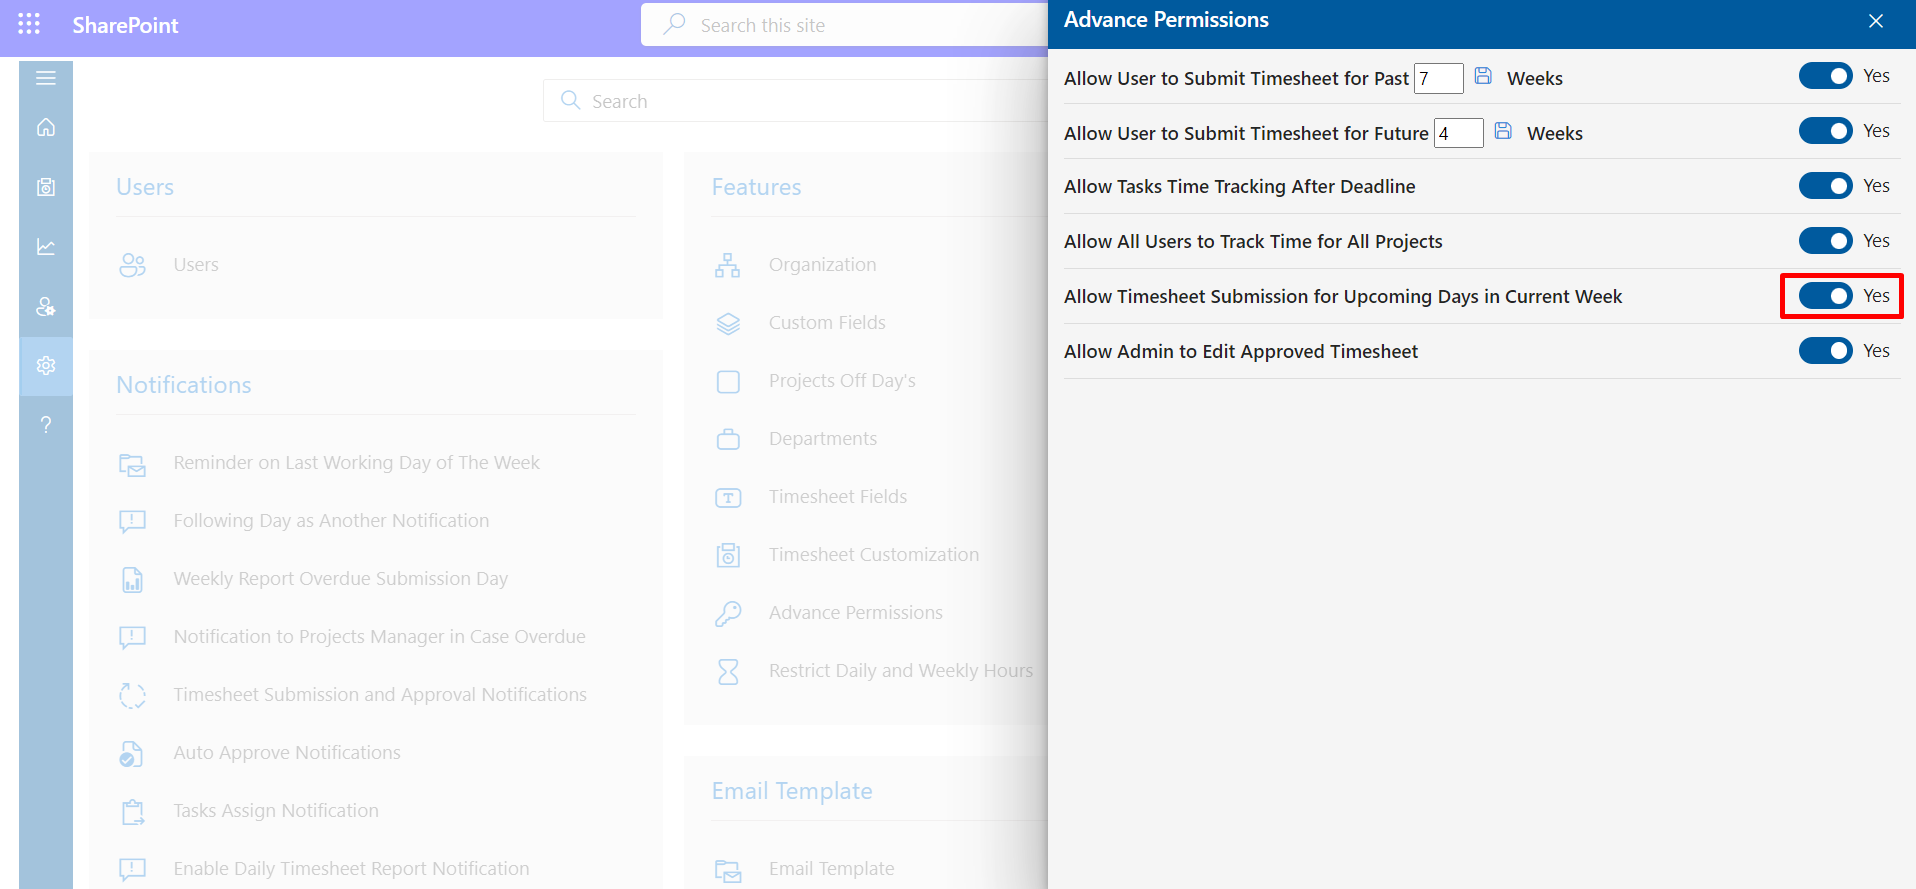 SharePoint
Search this site
Search
Users
Users
Notifications
Reminder on Last Working Day of The Week
Following Day as Another Notification
Weekly Report Overdue Submission Day
Notification to Projects Manager in Case Overdue
Timesheet Submission and Approval Notifications
Auto Approve Notifications
Tasks Assign Notification
Enable Daily Timesheet Report Notification
Features
Organization
Custom Fields
Projects Off Day's
Departments
Timesheet Fields
Timesheet Customization
Advance Permissions
Restrict Daily and Weekly Hours
Email Template
Email Template
Advance Permissions
Allow User to Submit Timesheet for Past 7 Weeks Yes
Allow User to Submit Timesheet for Future 4 Weeks Yes
Allow Tasks Time Tracking After Deadline Yes
Allow All Users to Track Time for All Projects Yes
Allow Timesheet Submission for Upcoming Days in Current Week Yes
Allow Admin to Edit Approved Timesheet Yes